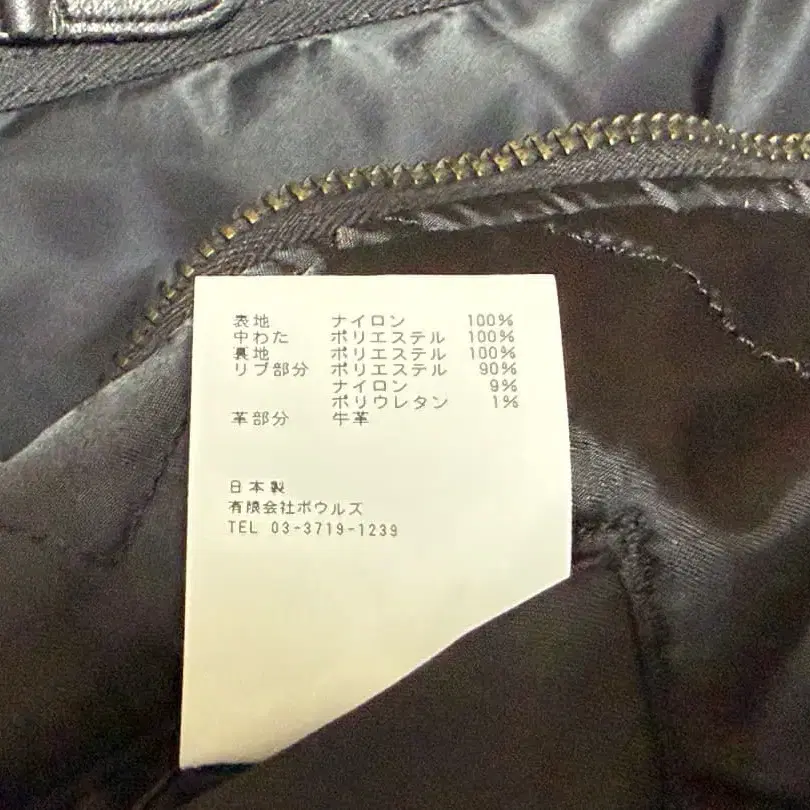 表地 ナイロン 100%
中わた ポリエステル 100%
裏地 ポリエステル 100%
リブ部分 ポリエステル 90%
ナイロン 9%
ポリウレタン 1%
革部分 牛革
日本製
有限会社ボウルズ
TEL 03-3719-1239